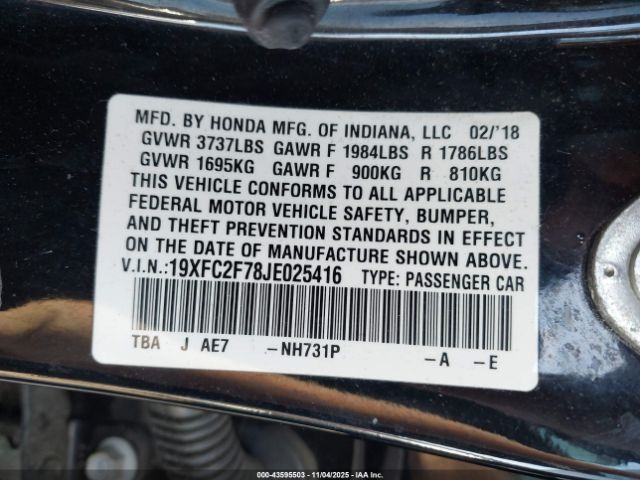 MFD. BY HONDA MFG. OF INDIANA, LLC 02/'18
GVWR 3737LBS GAWR F 1984LBS R 1786LBS
GVWR 1695KG GAWR F 900KG R 810KG
THIS VEHICLE CONFORMS TO ALL APPLICABLE
FEDERAL MOTOR VEHICLE SAFETY, BUMPER,
AND THEFT PREVENTION STANDARDS IN EFFECT
ON THE DATE OF MANUFACTURE SHOWN ABOVE.
V.I.N.:19XFC2F78JE025416 TYPE: PASSENGER CAR
TBA J AE7 -NH731P -A -E
000-43595503 - 11/04/2025 - IAAI, Inc.